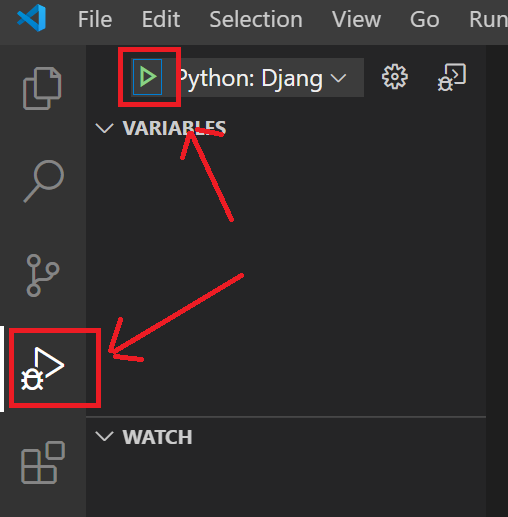 File Edit Selection View Go Run
Python: Djang
VARIABLES
WATCH